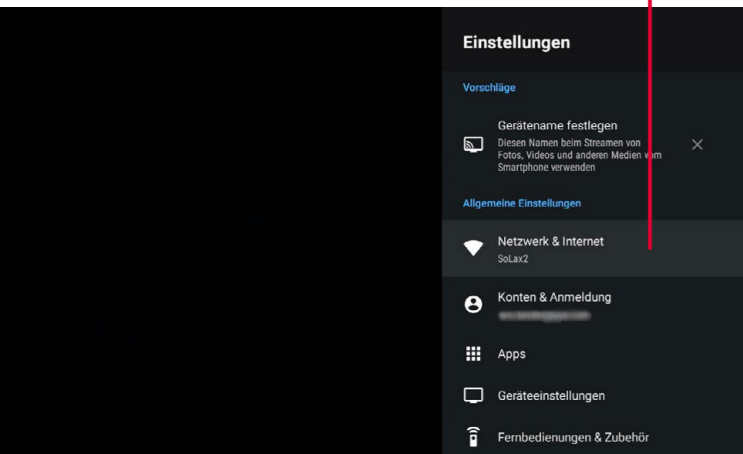 Einstellungen
Vorschläge
Gerätename festlegen
Diesen Namen beim Streamen von
Fotos, Videos und anderen Medien vom
Smartphone verwenden
Allgemeine Einstellungen
Netzwerk & Internet
SoLax2
Konten & Anmeldung
Apps
Geräteeinstellungen
Fernbedienungen & Zubehör